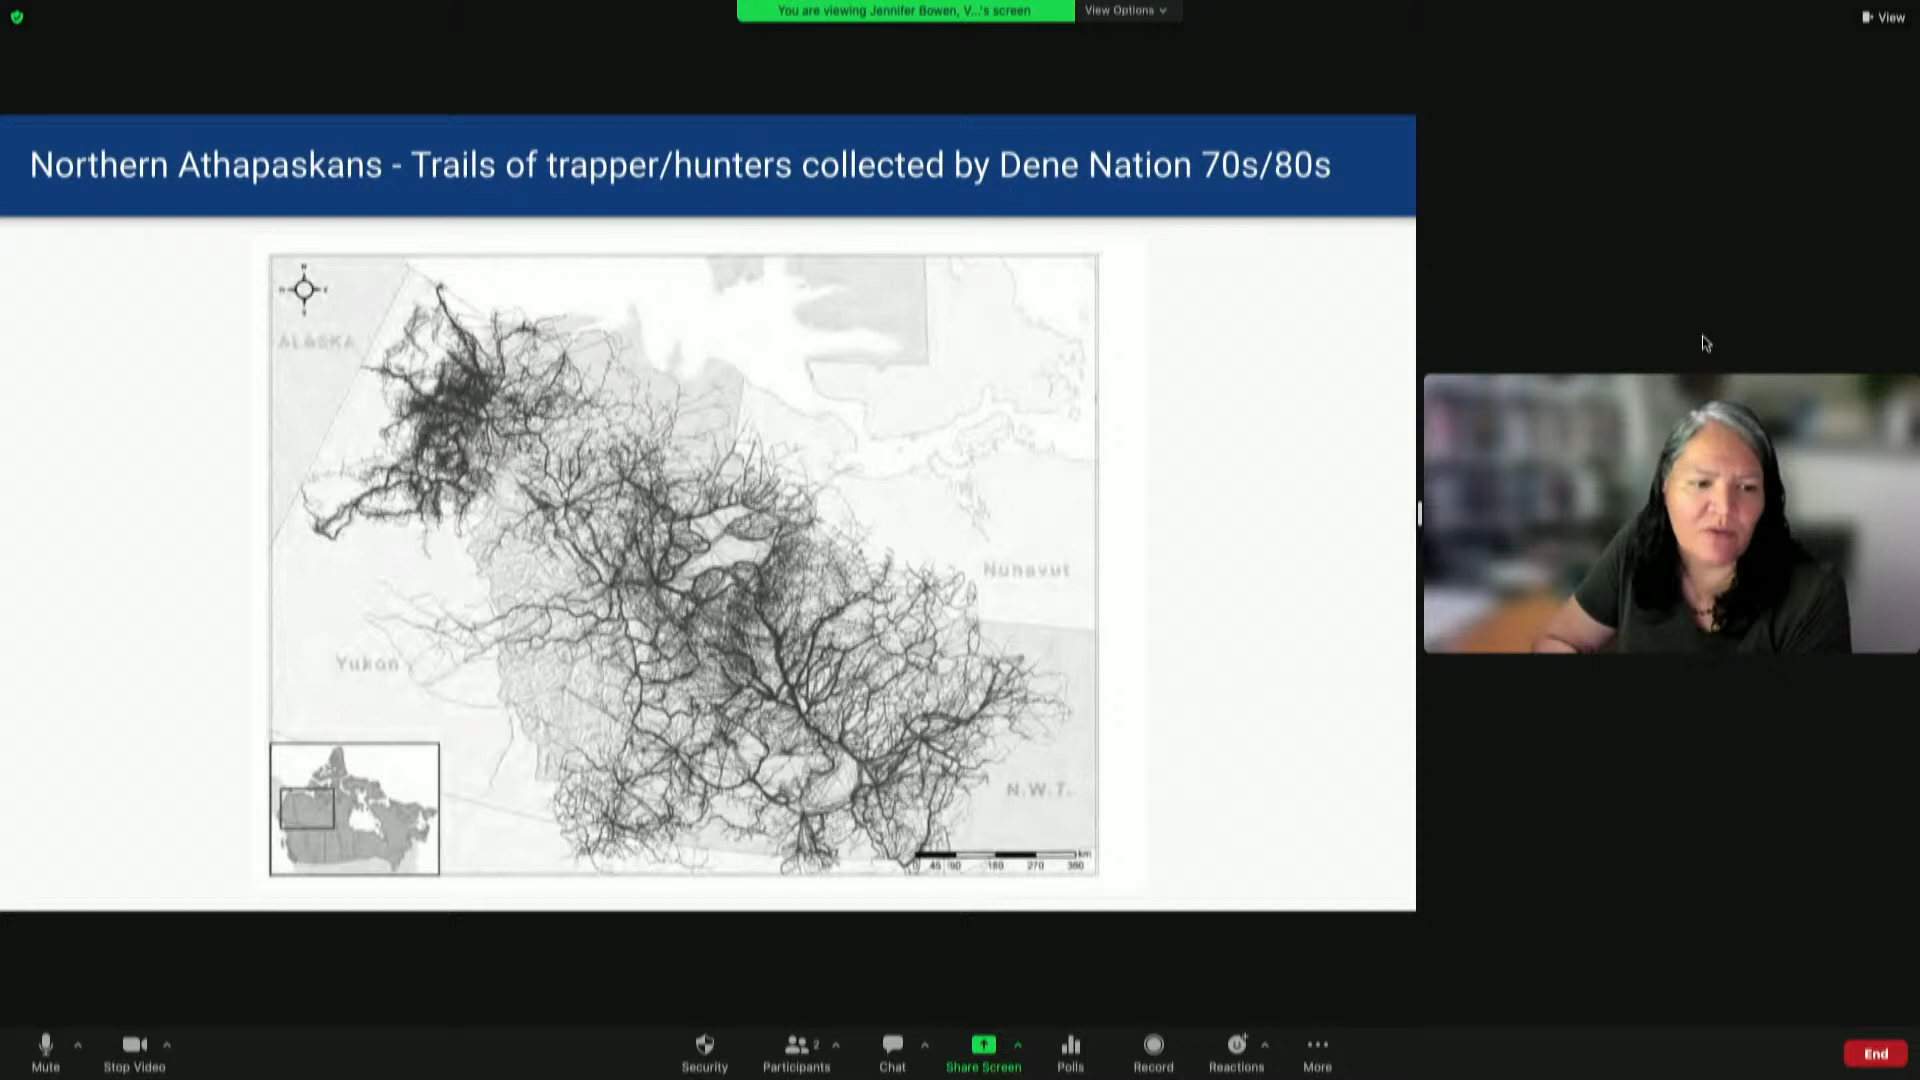 You are viewing Jennifer Bowen, V...'s screen
View Options
View
Northern Athapaskans - Trails of trapper/hunters collected by Dene Nation 70s/80s
N
ALASKA
Nunavut
Yukon
N.W.T.
km
45 90 180 270 360
Mute
Stop Video
Security
Participants 2
Chat
Share Screen
Polls
Record
Reactions
More
End